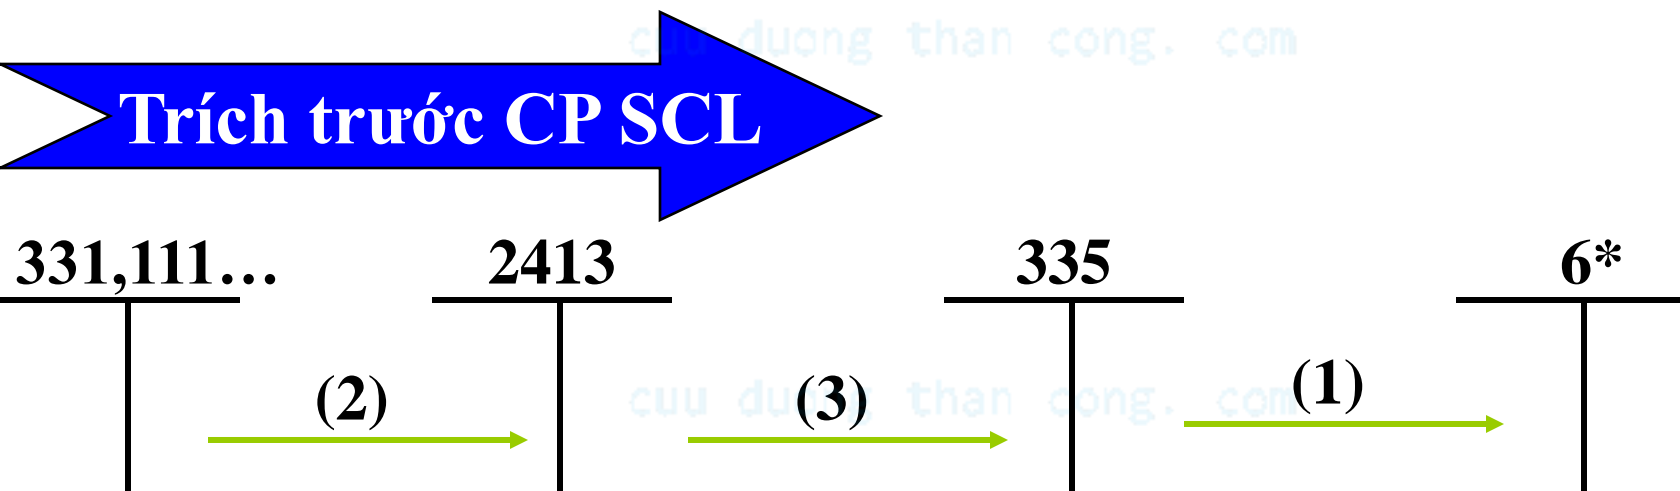 cuu duong than cong. com
Trích trước CP SCL
331,111... 2413 335 6*
(2) (3) (1)
cuu duong than cong. com